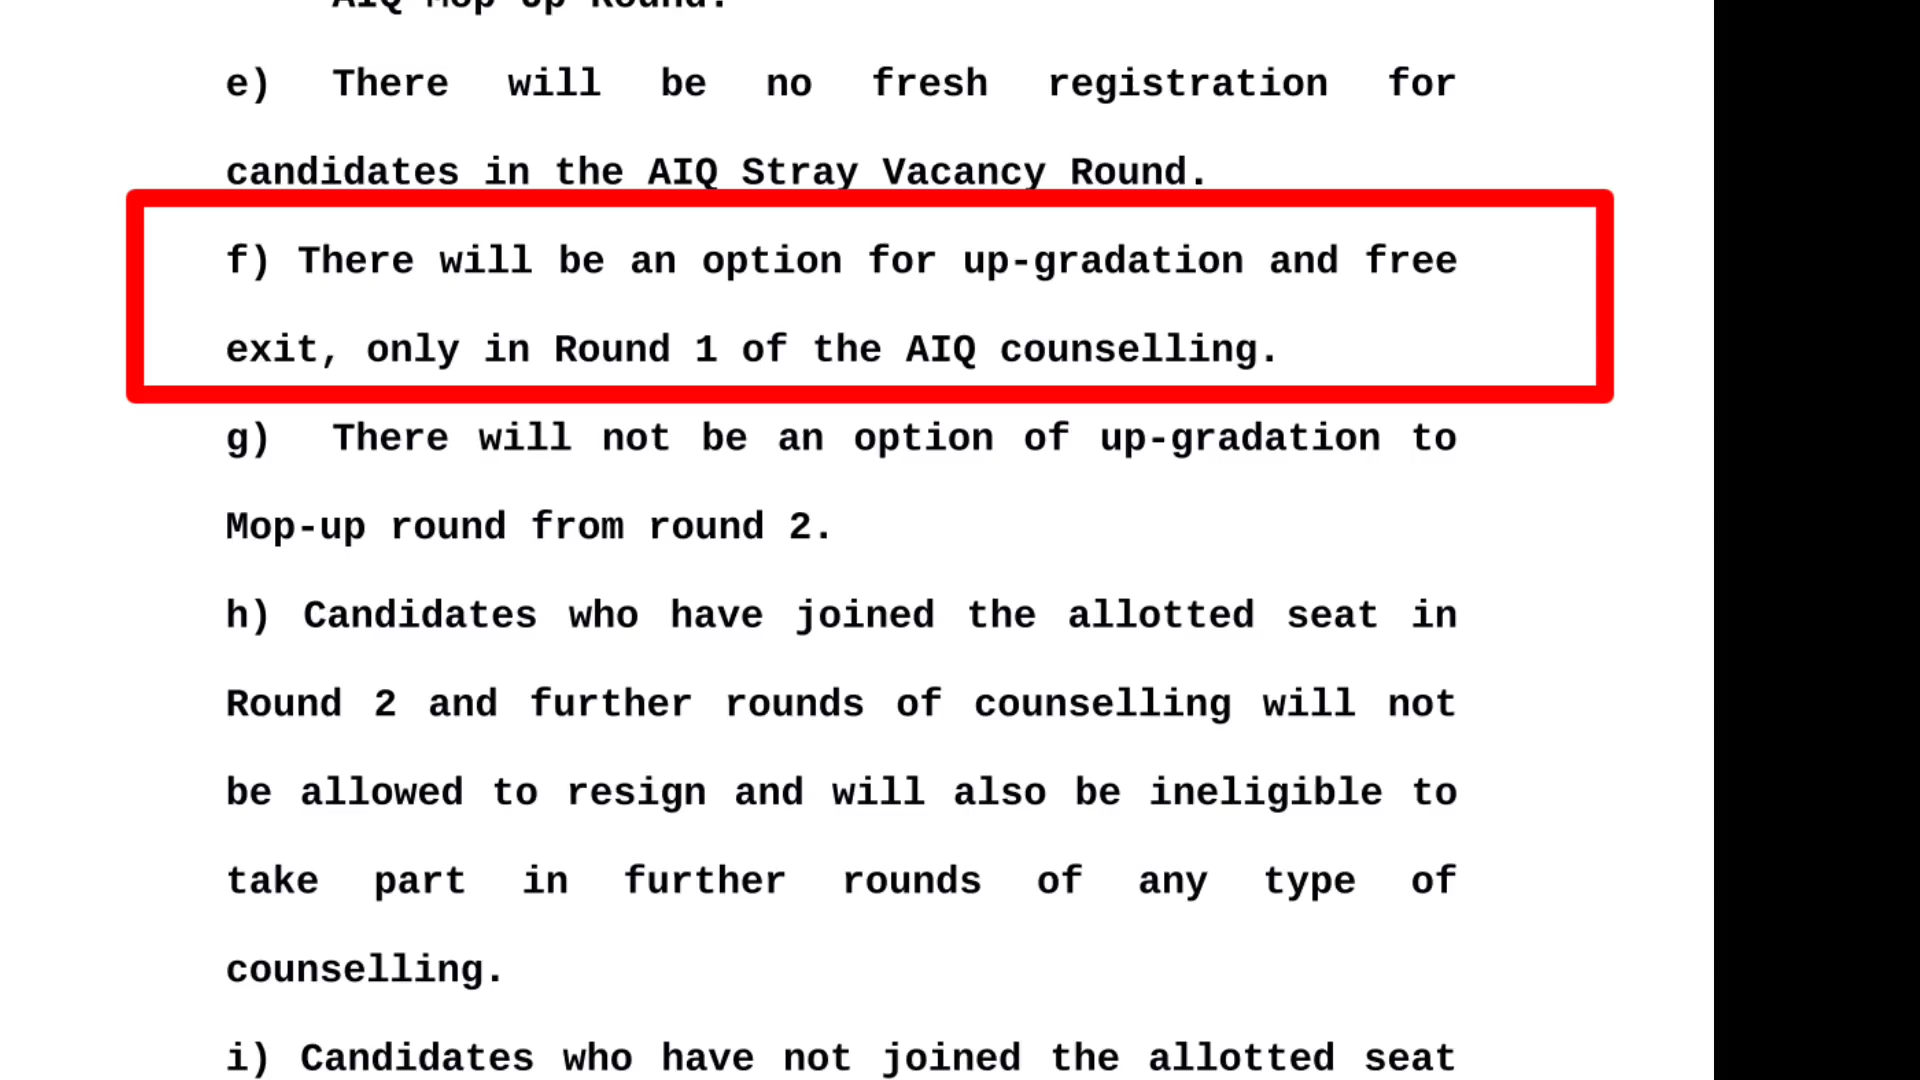 AIQ Mop Up Round.
e) There will be no fresh registration for
candidates in the AIQ Stray Vacancy Round.
f) There will be an option for up-gradation and free
exit, only in Round 1 of the AIQ counselling.
g) There will not be an option of up-gradation to
Mop-up round from round 2.
h) Candidates who have joined the allotted seat in
Round 2 and further rounds of counselling will not
be allowed to resign and will also be ineligible to
take part in further rounds of any type of
counselling.
i) Candidates who have not joined the allotted seat